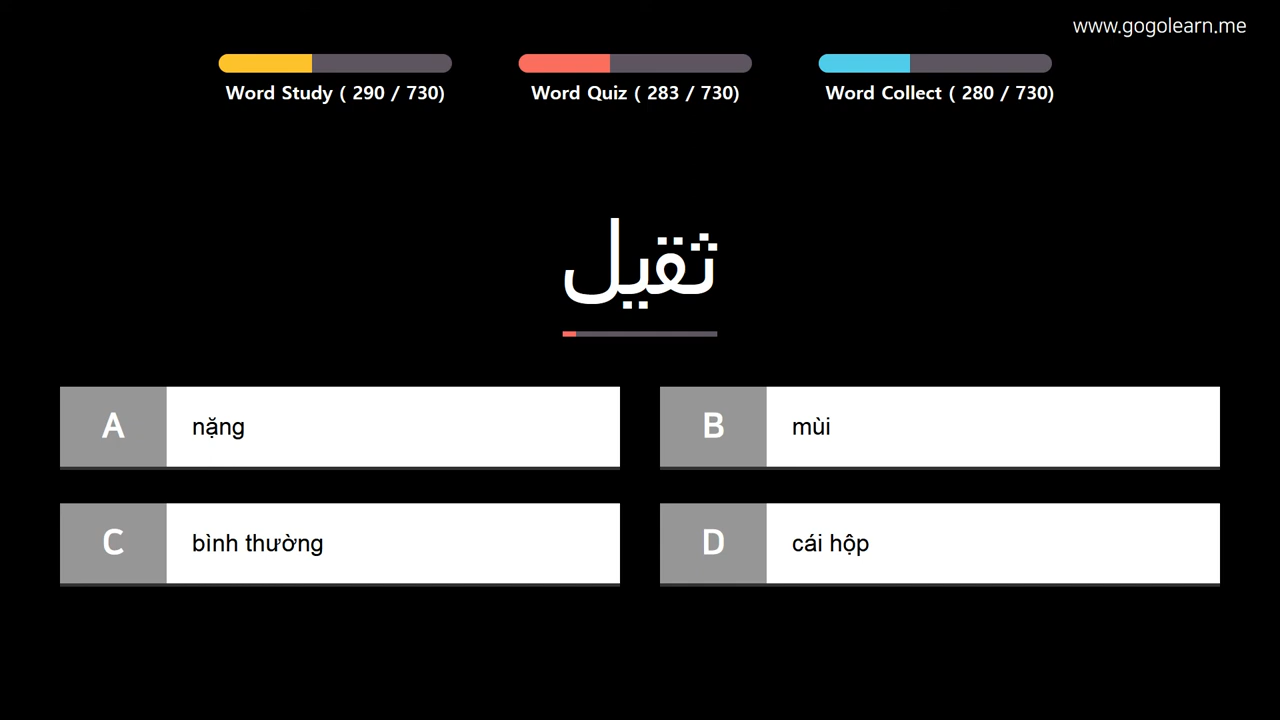 www.gogolearn.me
Word Study ( 290 / 730)
Word Quiz ( 283 / 730)
Word Collect ( 280 / 730)
ثقيل
A nặng
B mùi
C bình thường
D cái hộp